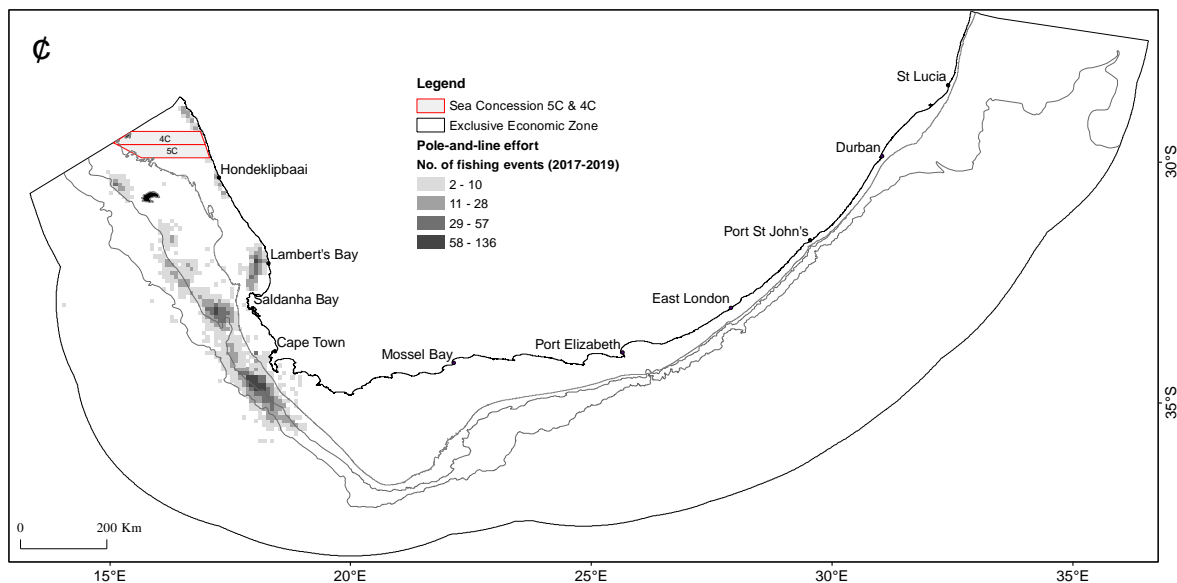 ¢
Legend
Sea Concession 5C & 4C
Exclusive Economic Zone
Pole-and-line effort
No. of fishing events (2017-2019)
2 - 10
11 - 28
29 - 57
58 - 136
4C
5C
Hondeklipbaai
Lambert's Bay
Saldanha Bay
Cape Town
Mossel Bay
Port Elizabeth
East London
Port St John's
Durban
St Lucia
30°S
35°S
0 200 Km
15°E 20°E 25°E 30°E 35°E